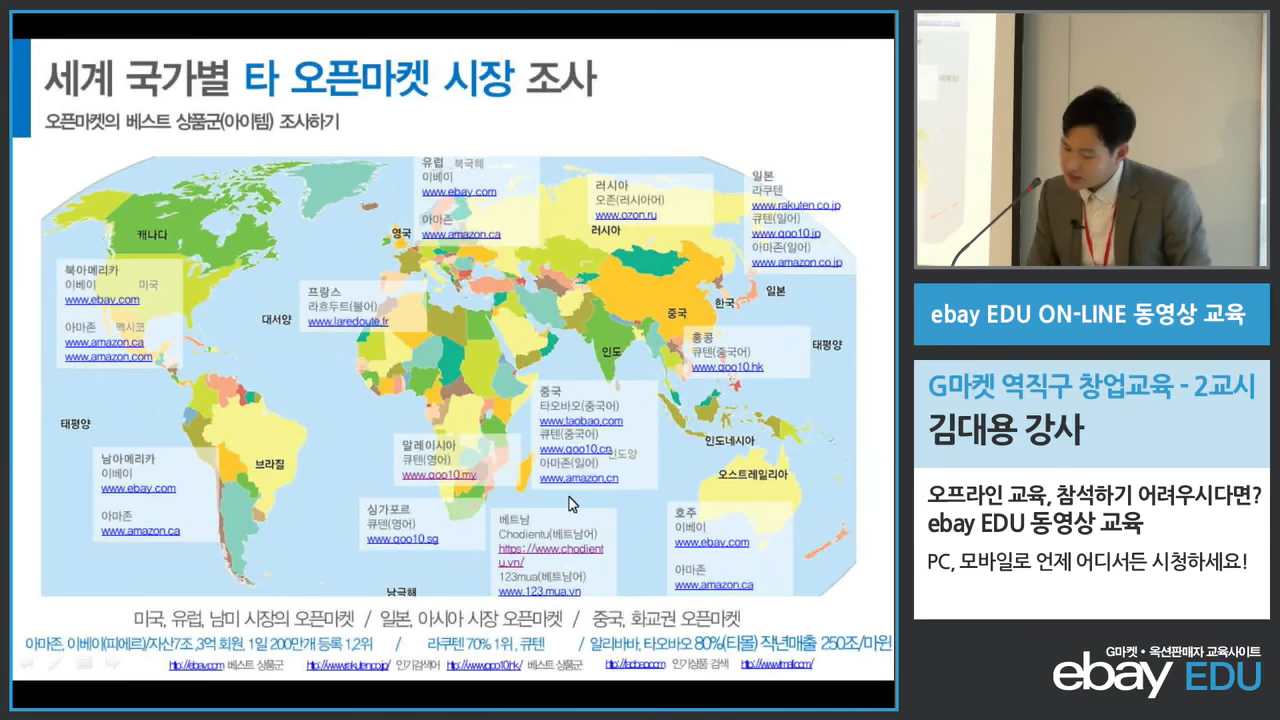 세계 국가별 타 오픈마켓 시장 조사
오픈마켓의 베스트 상품군(아이템) 조사하기
유럽 북극해
이베이
www.ebay.com
아마존
www.amazon.ca
영국
러시아
오존(러시아어)
www.ozon.ru
러시아
일본
라쿠텐
www.rakuten.co.jp
큐텐(일어)
www.qoo10.jp
아마존(일어)
www.amazon.co.jp
일본
캐나다
북아메리카
이베이 미국
www.ebay.com
아마존 멕시코
www.amazon.ca
www.amazon.com
대서양
프랑스
라흐두트(불어)
www.laredoute.fr
중국
한국
인도
홍콩
큐텐(중국어)
www.qoo10.hk
태평양
중국
타오바오(중국어)
www.taobao.com
큐텐(중국어)
www.qoo10.cn
인도양
아마존(일어)
www.amazon.cn
태평양
남아메리카
이베이
www.ebay.com
아마존
www.amazon.ca
브라질
말레이시아
큐텐(영어)
www.qoo10.my
싱가포르
큐텐(영어)
www.qoo10.sg
베트남
Chodientu(베트남어)
https://www.chodient
u.vn/
123mua(베트남어)
www.123.mua.vn
인도네시아
오스트레일리아
호주
이베이
www.ebay.com
아마존
www.amazon.ca
남극해
미국, 유럽, 남미 시장의 오픈마켓 / 일본, 아시아 시장 오픈마켓 / 중국, 화교권 오픈마켓
아마존, 이베이(피에르)/자산7조 ,3억 회원, 1일 200만개 등록 1,2위 / 라쿠텐 70% 1위, 큐텐 / 알리바바, 타오바오 80%(티몰) 작년매출 250조/마윈
http://ebay.com 베스트 상품군 http://www.rakuten.co.jp/ 인기검색어 http://www.qoo10.hk/ 베스트 상품군 http://taobao.com 인기상품 검색 http://www.tmall.com/
ebay EDU ON-LINE 동영상 교육
G마켓 역직구 창업교육 - 2교시
김대용 강사
오프라인 교육, 참석하기 어려우시다면?
ebay EDU 동영상 교육
PC, 모바일로 언제 어디서든 시청하세요!
G마켓 • 옥션판매자 교육사이트
ebay EDU